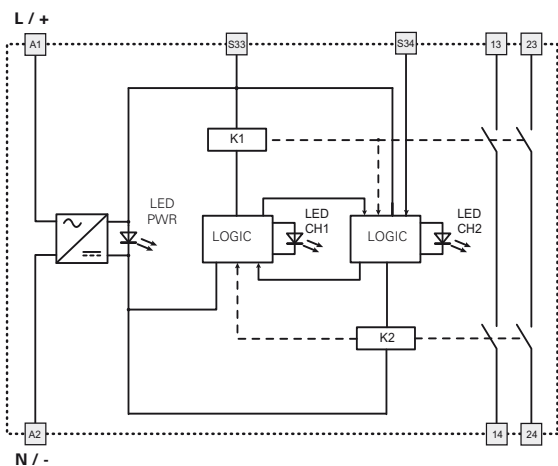 L / +
A1
S33
S34
13
23
K1
LED
PWR
LOGIC
LED
CH1
LOGIC
LED
CH2
K2
A2
14
24
N / -